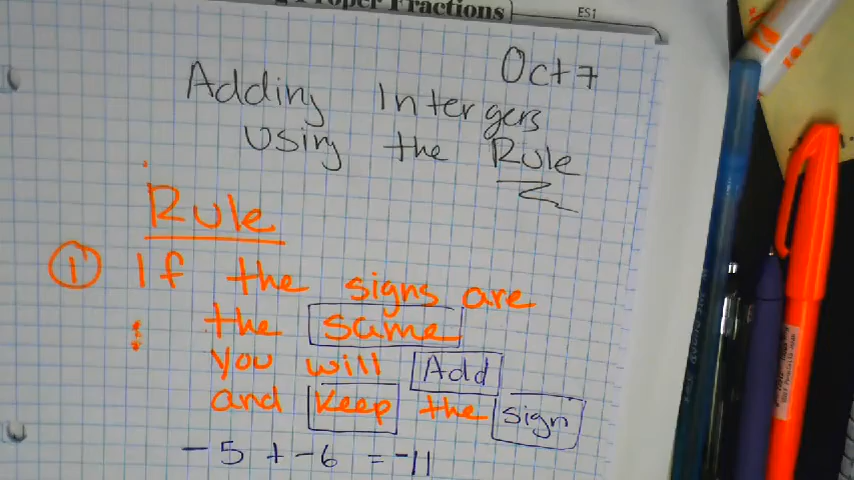 Proper Fractions
ES1
Oct 7
Adding Intergers
Using the Rule
Rule
1 If the signs are
the same
you will Add
and keep the sign
-5 + -6 = -11